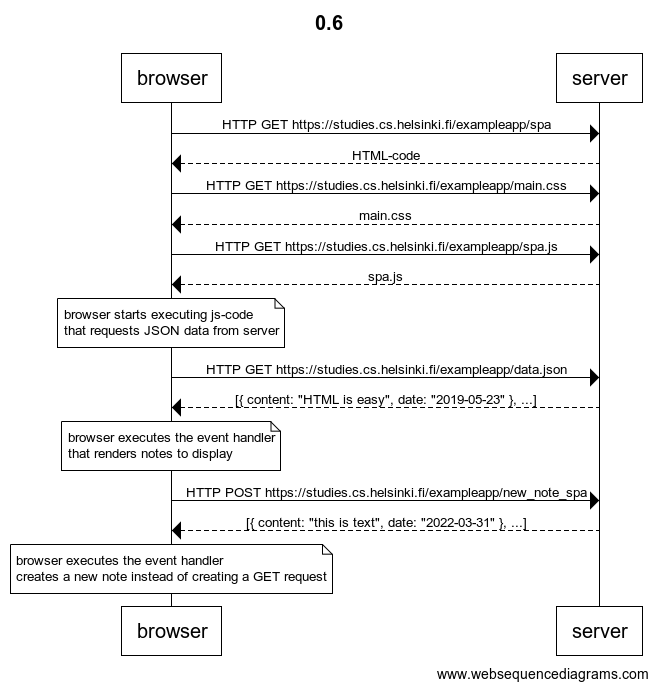 0.6
browser
server
HTTP GET https://studies.cs.helsinki.fi/exampleapp/spa
HTML-code
HTTP GET https://studies.cs.helsinki.fi/exampleapp/main.css
main.css
HTTP GET https://studies.cs.helsinki.fi/exampleapp/spa.js
spa.js
browser starts executing js-code
that requests JSON data from server
HTTP GET https://studies.cs.helsinki.fi/exampleapp/data.json
[{ content: "HTML is easy", date: "2019-05-23" }, ...]
browser executes the event handler
that renders notes to display
HTTP POST https://studies.cs.helsinki.fi/exampleapp/new_note_spa
[{ content: "this is text", date: "2022-03-31" }, ...]
browser executes the event handler
creates a new note instead of creating a GET request
browser
server
www.websequencediagrams.com